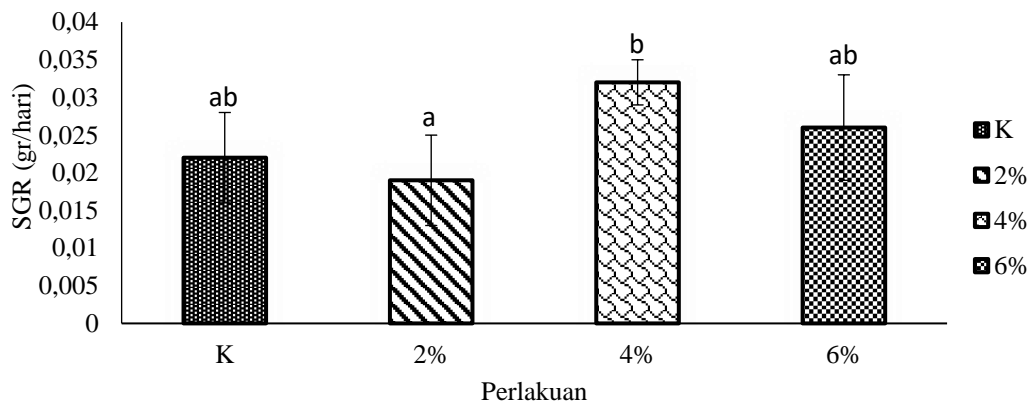 0,04
0,035
0,03
0,025
0,02
0,015
0,01
0,005
0
SGR (gr/hari)
ab
a
b
ab
K
2%
4%
6%
Perlakuan
K
2%
4%
6%